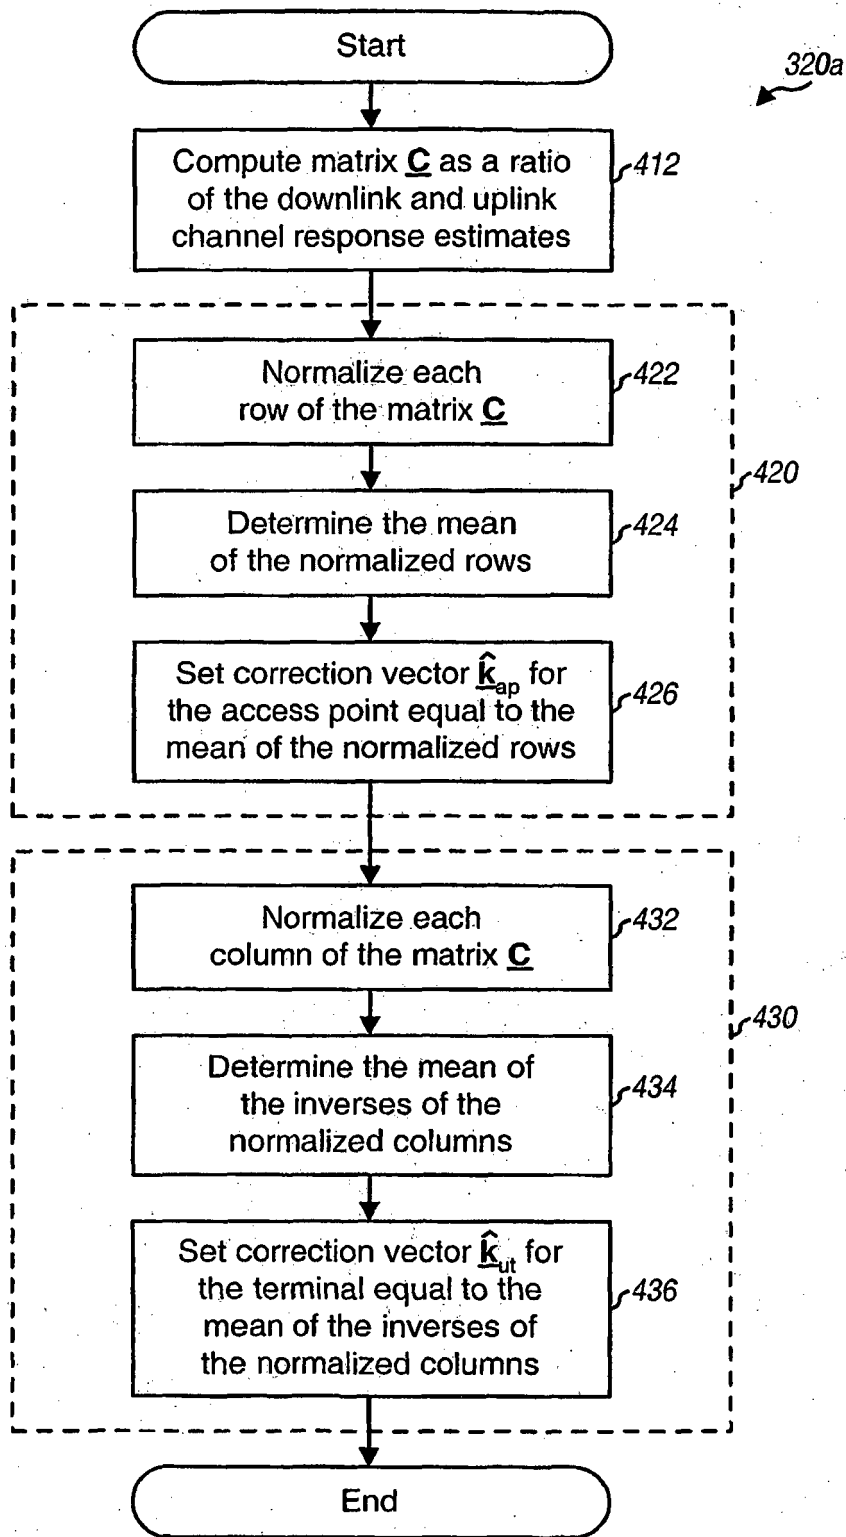 Start
320a
Compute matrix C as a ratio
of the downlink and uplink
channel response estimates
412
Normalize each
row of the matrix C
422
420
Determine the mean
of the normalized rows
424
Set correction vector k̂ap for
the access point equal to the
mean of the normalized rows
426
Normalize each
column of the matrix C
432
430
Determine the mean of
the inverses of the
normalized columns
434
Set correction vector k̂ut for
the terminal equal to the
mean of the inverses of
the normalized columns
436
End